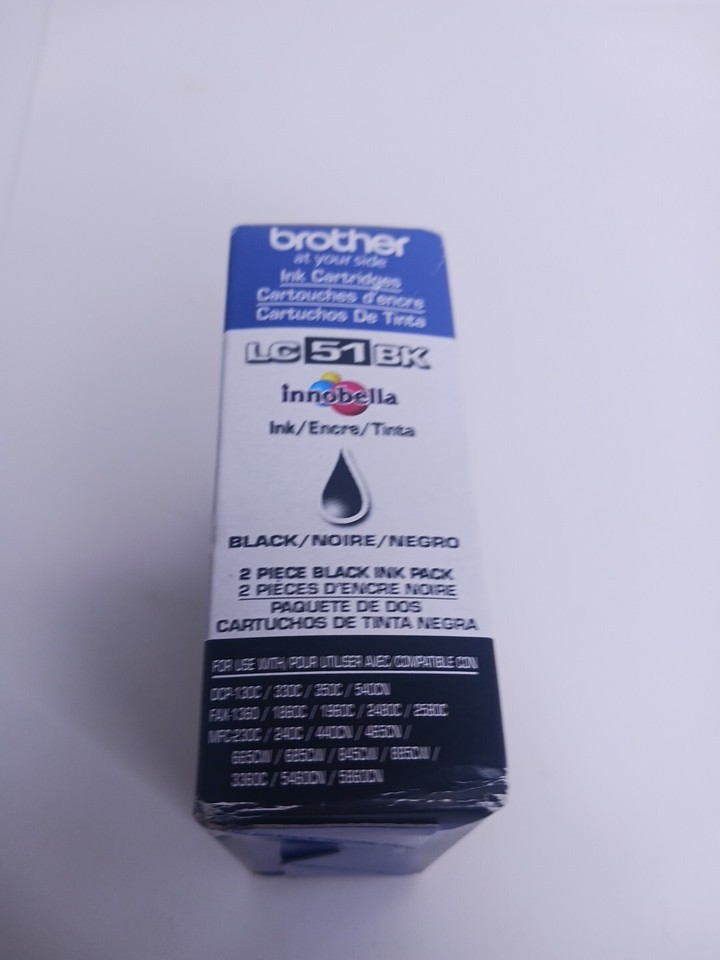 brother
at your side
Ink Cartridges
Cartouches d'encre
Cartuchos De Tinta
LC 51 BK
innobella
Ink/Encre/Tinta
BLACK/NOIRE/NEGRO
2 PIECE BLACK INK PACK
2 PIÈCES D'ENCRE NOIRE
PAQUETE DE DOS
CARTUCHOS DE TINTA NEGRA
FOR USE WITH/POUR UTILISER AVEC/COMPATIBLE CON:
DCP-130C / 330C / 350C / 540CN
FAX-1360 / 1860C / 1960C / 2480C / 2580C
MFC-230C / 240C / 440CN / 465CN /
665CW / 685CW / 845CW / 885CW /
3360C / 5460CN / 5860CN